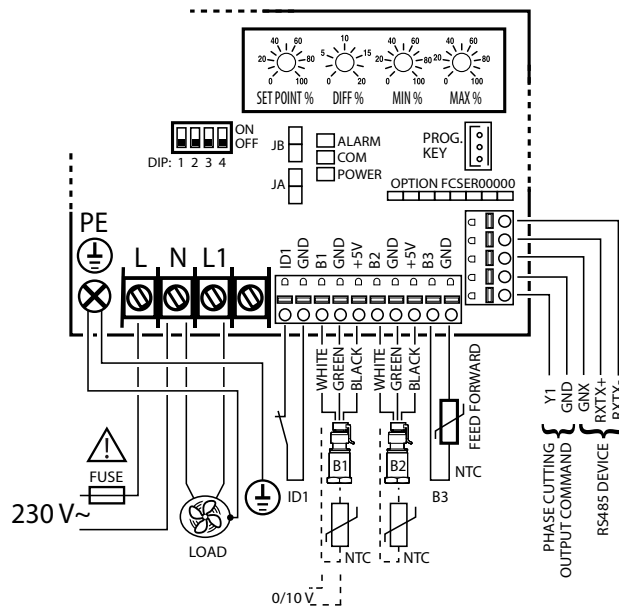 40 60
20 80
0 100
SET POINT %
10
5 15
0 20
DIFF %
40 60
20 80
0 100
MIN %
40 60
20 80
0 100
MAX %
ON
OFF
DIP: 1 2 3 4
JB
JA
ALARM
COM
POWER
PROG.
KEY
OPTION FCSER00000
PE
L N L1
ID1 GND B1 GND +5V B2 GND +5V B3 GND
WHITE GREEN BLACK
WHITE GREEN BLACK
FEED FORWARD
Y1
GND
GNX
RXTX+
RXTX-
PHASE CUTTING
OUTPUT COMMAND
RS485 DEVICE
FUSE
230 V~
LOAD
ID1
B1
B2
NTC
B3
NTC
NTC
0/10 V